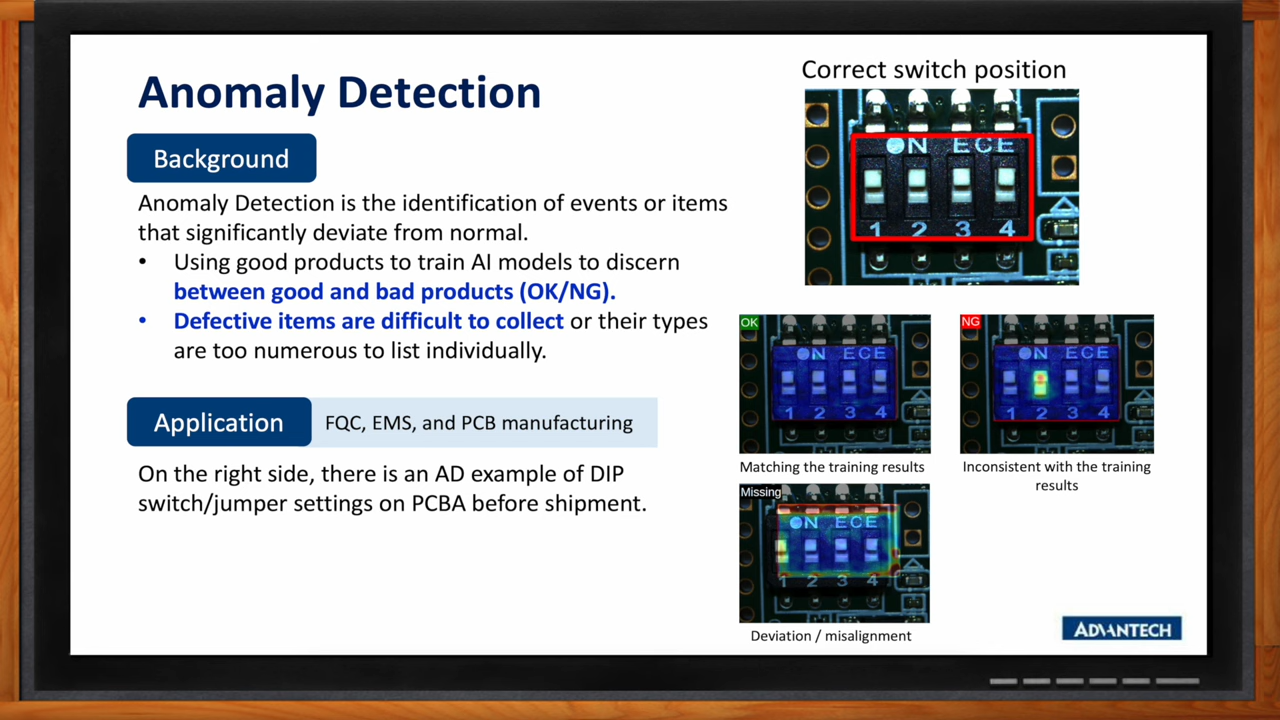 Anomaly Detection
Background
Anomaly Detection is the identification of events or items
that significantly deviate from normal.
• Using good products to train AI models to discern
between good and bad products (OK/NG).
• Defective items are difficult to collect or their types
are too numerous to list individually.
Application
FQC, EMS, and PCB manufacturing
On the right side, there is an AD example of DIP
switch/jumper settings on PCBA before shipment.
Correct switch position
ON ECE
1 2 3 4
OK
ON ECE
1 2 3 4
Matching the training results
NG
ON ECE
1 2 3 4
Inconsistent with the training
results
Missing
ON ECE
1 2 3 4
Deviation / misalignment
ADVANTECH